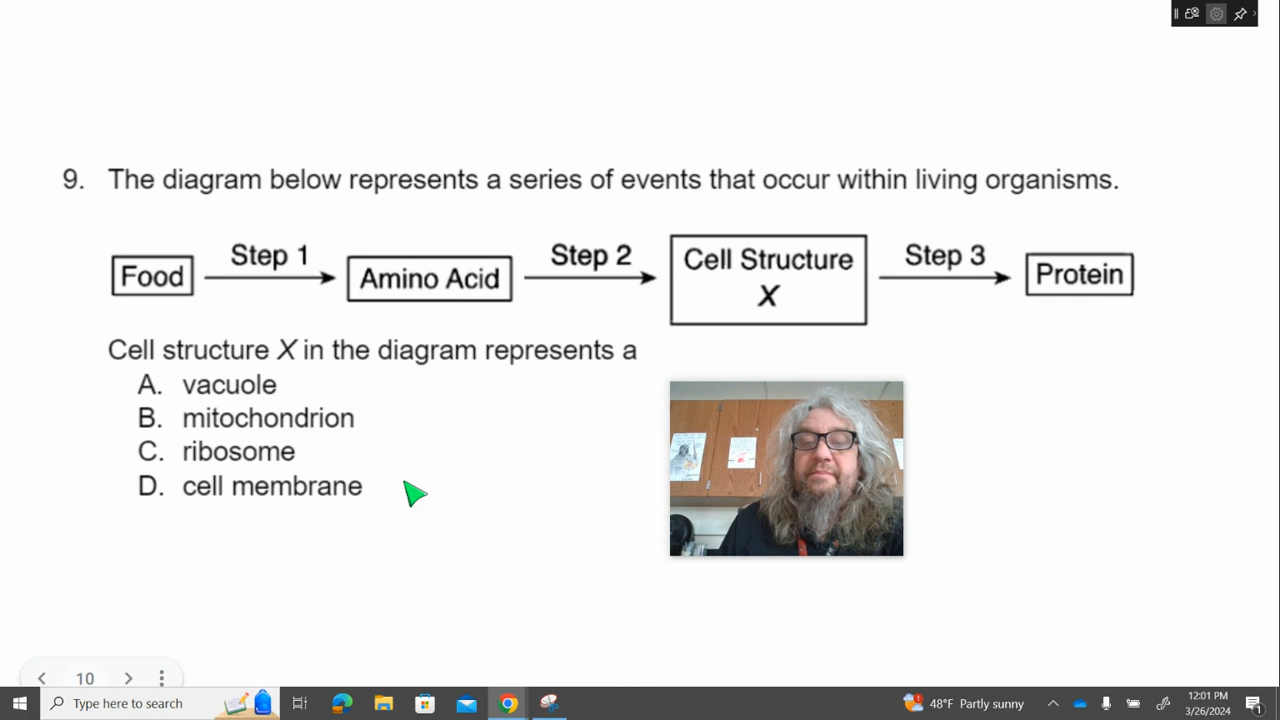 9. The diagram below represents a series of events that occur within living organisms.
Food Step 1 Amino Acid Step 2 Cell Structure X Step 3 Protein
Cell structure X in the diagram represents a
A. vacuole
B. mitochondrion
C. ribosome
D. cell membrane
10
Type here to search
48°F Partly sunny
12:01 PM
3/26/2024
1